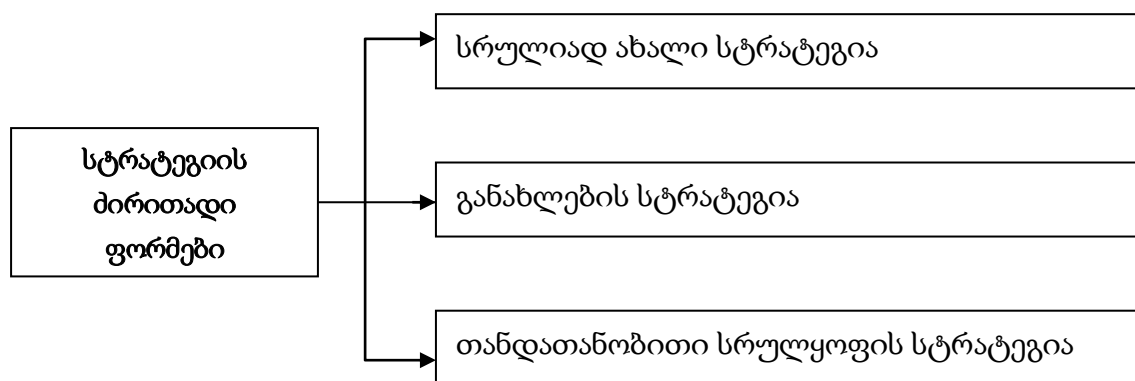 სტრატეგიის
ძირითადი
ფორმები
სრულიად ახალი სტრატეგია
განახლების სტრატეგია
თანდათანობითი სრულყოფის სტრატეგია